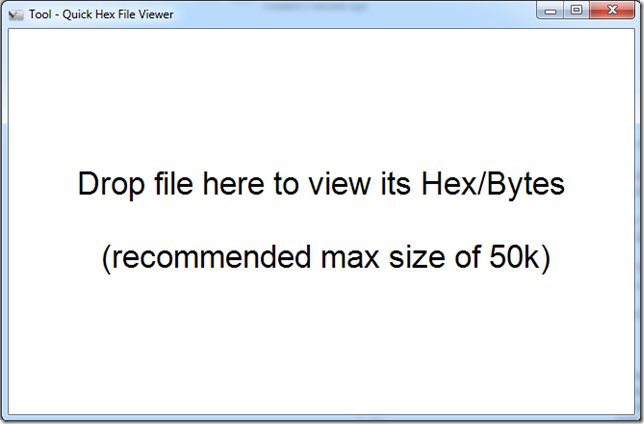 Tool - Quick Hex File Viewer
Drop file here to view its Hex/Bytes
(recommended max size of 50k)